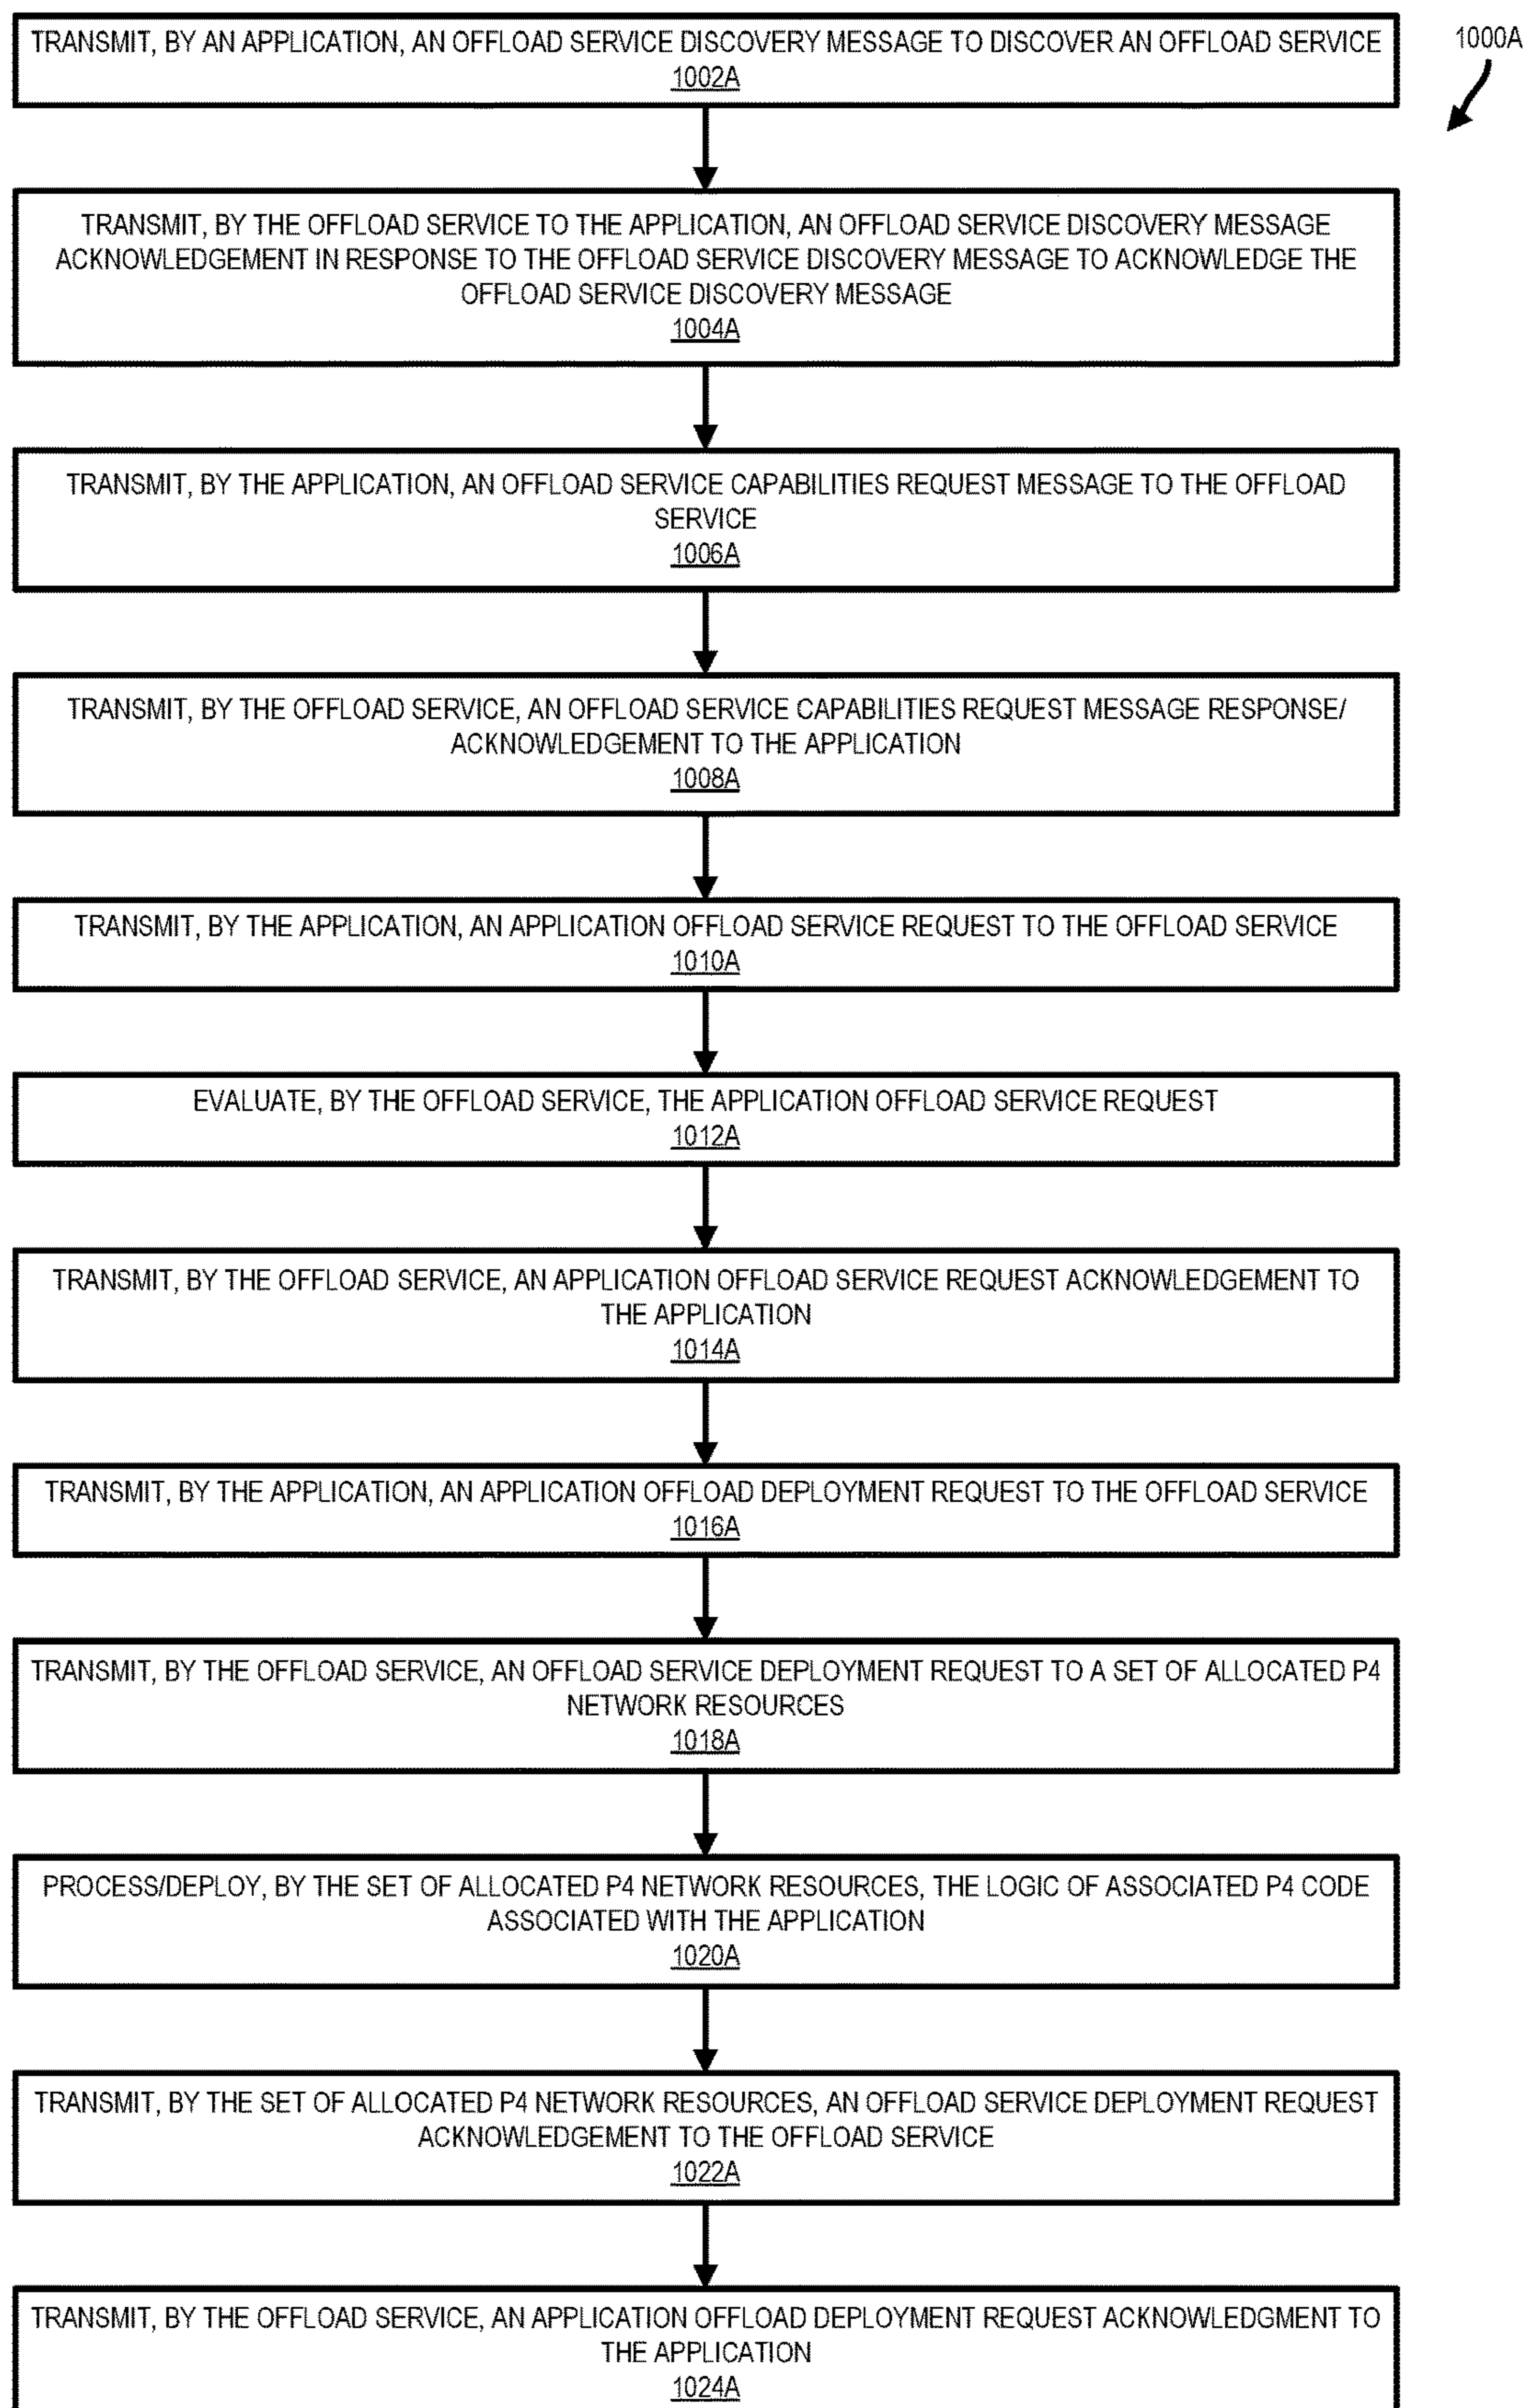 TRANSMIT, BY AN APPLICATION, AN OFFLOAD SERVICE DISCOVERY MESSAGE TO DISCOVER AN OFFLOAD SERVICE
1002A
1000A
TRANSMIT, BY THE OFFLOAD SERVICE TO THE APPLICATION, AN OFFLOAD SERVICE DISCOVERY MESSAGE
ACKNOWLEDGEMENT IN RESPONSE TO THE OFFLOAD SERVICE DISCOVERY MESSAGE TO ACKNOWLEDGE THE
OFFLOAD SERVICE DISCOVERY MESSAGE
1004A
TRANSMIT, BY THE APPLICATION, AN OFFLOAD SERVICE CAPABILITIES REQUEST MESSAGE TO THE OFFLOAD
SERVICE
1006A
TRANSMIT, BY THE OFFLOAD SERVICE, AN OFFLOAD SERVICE CAPABILITIES REQUEST MESSAGE RESPONSE/
ACKNOWLEDGEMENT TO THE APPLICATION
1008A
TRANSMIT, BY THE APPLICATION, AN APPLICATION OFFLOAD SERVICE REQUEST TO THE OFFLOAD SERVICE
1010A
EVALUATE, BY THE OFFLOAD SERVICE, THE APPLICATION OFFLOAD SERVICE REQUEST
1012A
TRANSMIT, BY THE OFFLOAD SERVICE, AN APPLICATION OFFLOAD SERVICE REQUEST ACKNOWLEDGEMENT TO
THE APPLICATION
1014A
TRANSMIT, BY THE APPLICATION, AN APPLICATION OFFLOAD DEPLOYMENT REQUEST TO THE OFFLOAD SERVICE
1016A
TRANSMIT, BY THE OFFLOAD SERVICE, AN OFFLOAD SERVICE DEPLOYMENT REQUEST TO A SET OF ALLOCATED P4
NETWORK RESOURCES
1018A
PROCESS/DEPLOY, BY THE SET OF ALLOCATED P4 NETWORK RESOURCES, THE LOGIC OF ASSOCIATED P4 CODE
ASSOCIATED WITH THE APPLICATION
1020A
TRANSMIT, BY THE SET OF ALLOCATED P4 NETWORK RESOURCES, AN OFFLOAD SERVICE DEPLOYMENT REQUEST
ACKNOWLEDGEMENT TO THE OFFLOAD SERVICE
1022A
TRANSMIT, BY THE OFFLOAD SERVICE, AN APPLICATION OFFLOAD DEPLOYMENT REQUEST ACKNOWLEDGMENT TO
THE APPLICATION
1024A